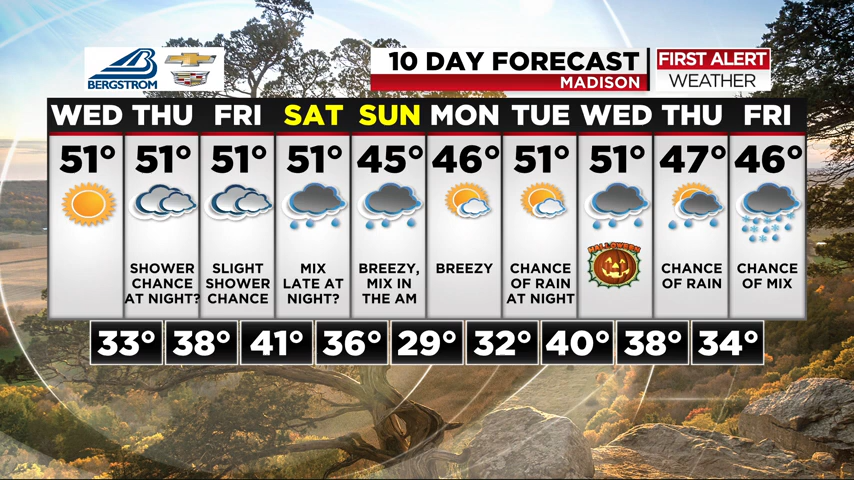 BERGSTROM
10 DAY FORECAST
MADISON
FIRST ALERT
WEATHER
WED THU FRI SAT SUN MON TUE WED THU FRI
51° 51° 51° 51° 45° 46° 51° 51° 47° 46°
SHOWER
CHANCE
AT NIGHT?
SLIGHT
SHOWER
CHANCE
MIX
LATE AT
NIGHT?
BREEZY,
MIX IN
THE AM
BREEZY
CHANCE
OF RAIN
AT NIGHT
HALLOWEEN
CHANCE
OF RAIN
CHANCE
OF MIX
33° 38° 41° 36° 29° 32° 40° 38° 34°